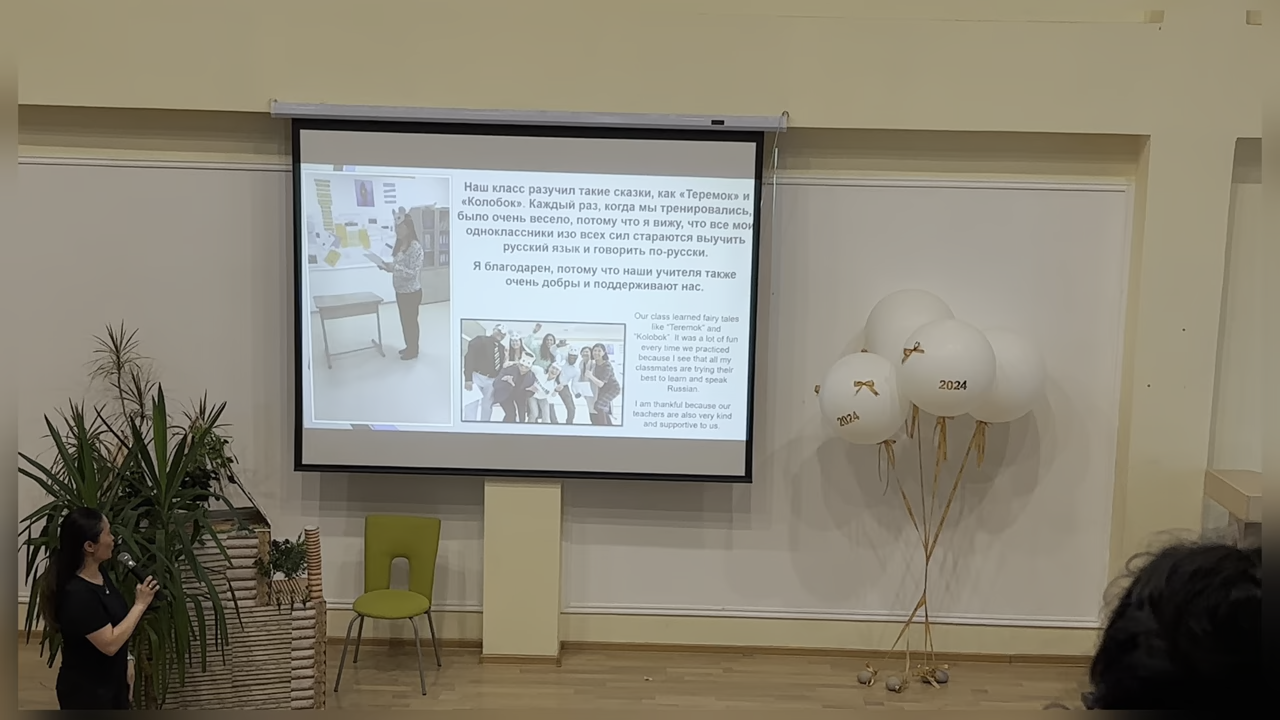 Наш класс разучил такие сказки, как «Теремок» и
«Колобок». Каждый раз, когда мы тренировались,
было очень весело, потому что я вижу, что все мои
одноклассники изо всех сил стараются выучить
русский язык и говорить по-русски.
Я благодарен, потому что наши учителя также
очень добры и поддерживают нас.
Our class learned fairy tales
like "Teremok" and
"Kolobok". It was a lot of fun
every time we practiced
because I see that all my
classmates are trying their
best to learn and speak
Russian.
I am thankful because our
teachers are also very kind
and supportive to us.
2024
2024